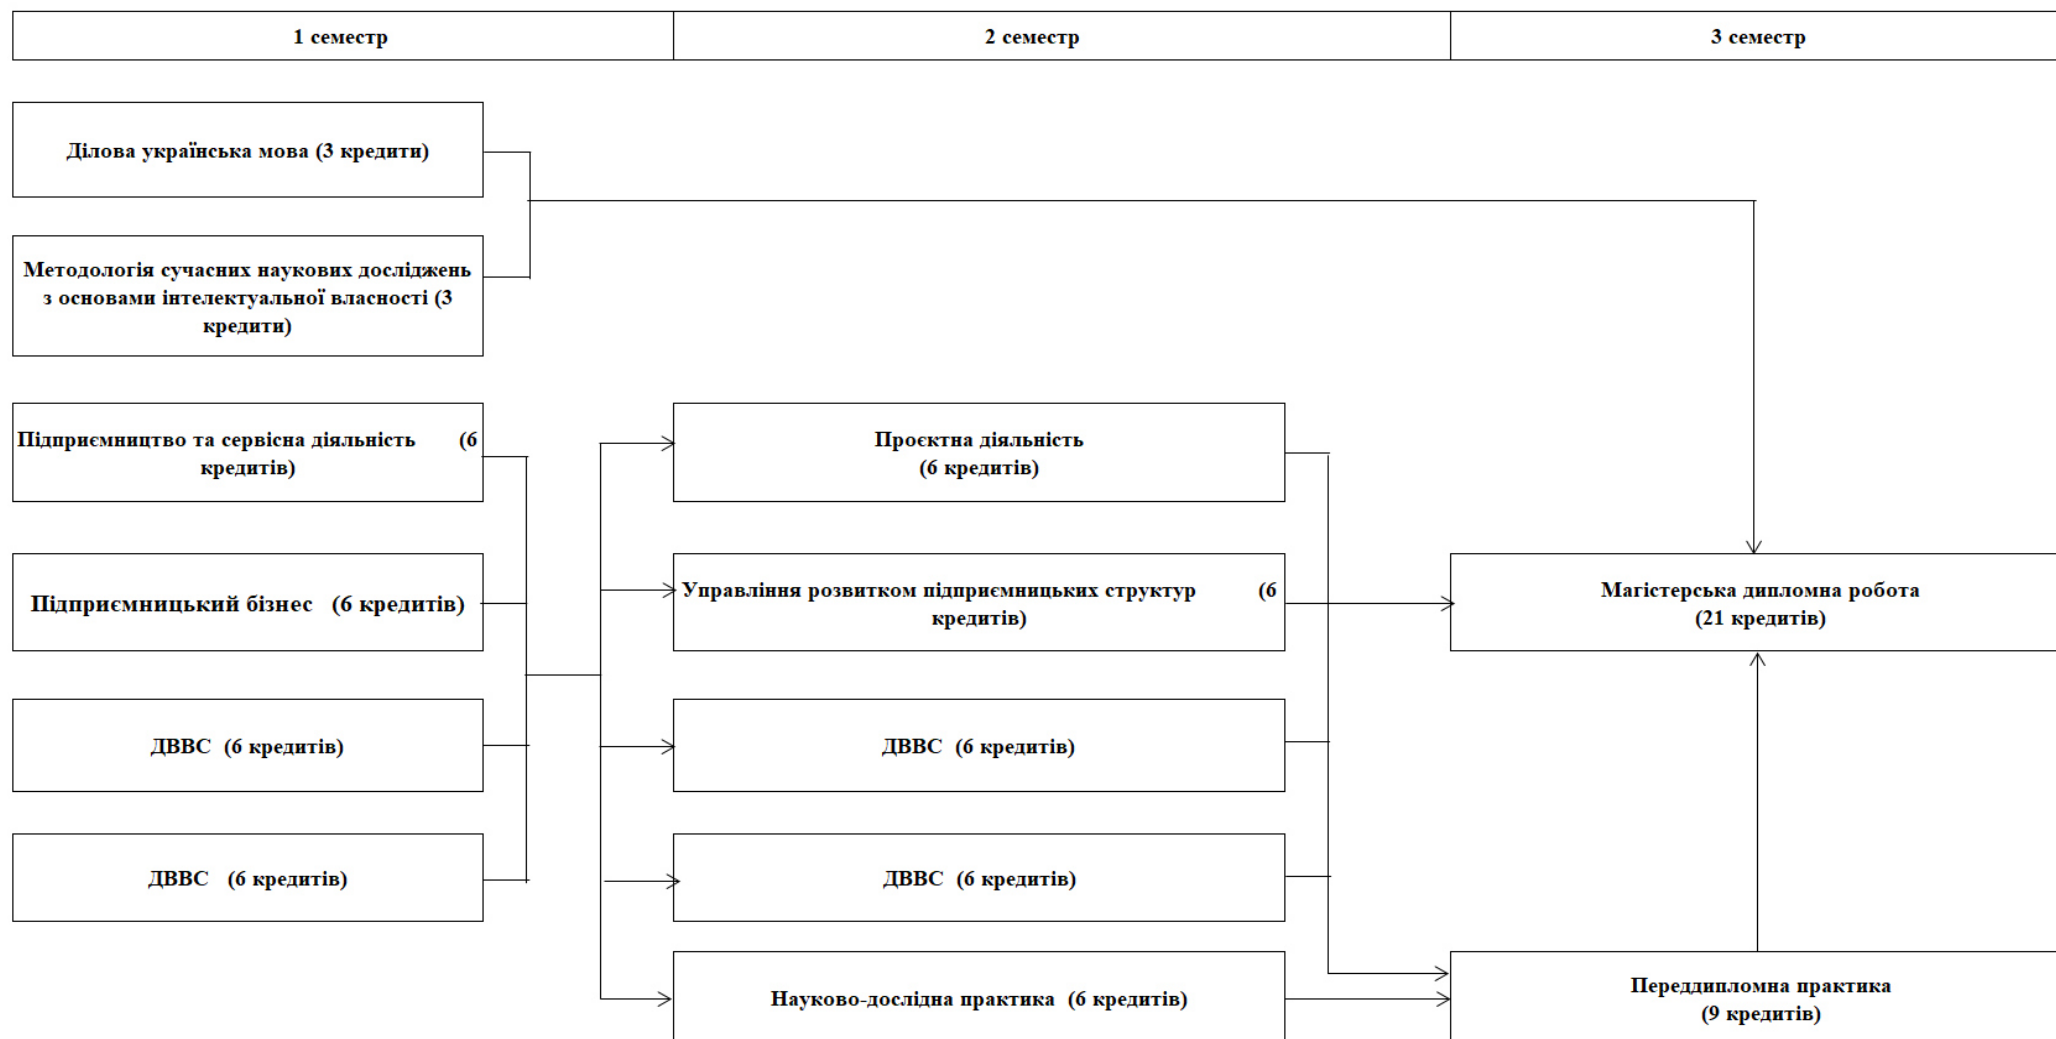 1 семестр
2 семестр
3 семестр
Ділова українська мова (3 кредити)
Методологія сучасних наукових досліджень
з основами інтелектуальної власності (3
кредити)
Підприємництво та сервісна діяльність (6
кредитів)
Проєктна діяльність
(6 кредитів)
Підприємницький бізнес (6 кредитів)
Управління розвитком підприємницьких структур (6
кредитів)
Магістерська дипломна робота
(21 кредитів)
ДВВС (6 кредитів)
ДВВС (6 кредитів)
ДВВС (6 кредитів)
ДВВС (6 кредитів)
Науково-дослідна практика (6 кредитів)
Переддипломна практика
(9 кредитів)